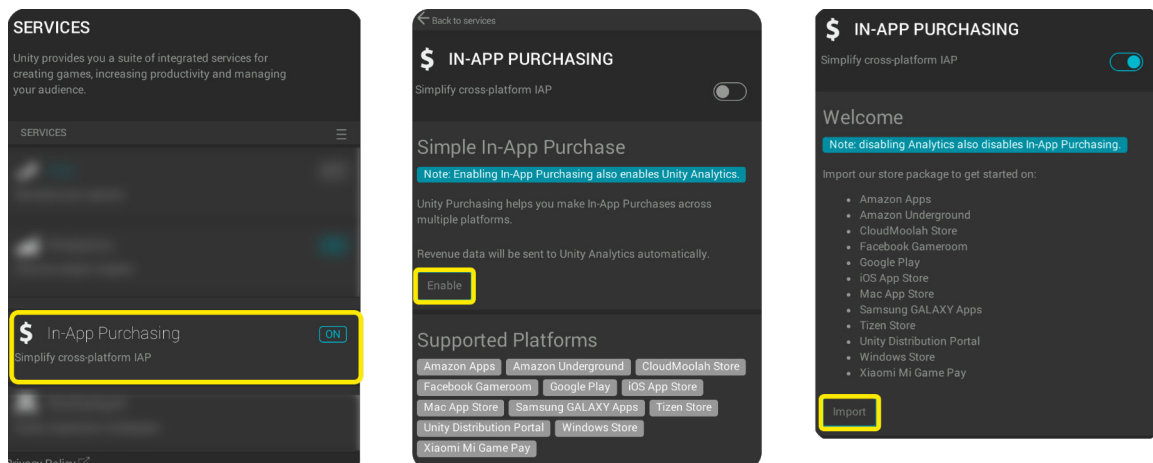 SERVICES
Unity provides you a suite of integrated services for
creating games, increasing productivity and managing
your audience.
SERVICES
$ In-App Purchasing ON
Simplify cross-platform IAP
Privacy Policy
Back to services
$ IN-APP PURCHASING
Simplify cross-platform IAP
Simple In-App Purchase
Note: Enabling In-App Purchasing also enables Unity Analytics.
Unity Purchasing helps you make In-App Purchases across
multiple platforms.
Revenue data will be sent to Unity Analytics automatically.
Enable
Supported Platforms
Amazon Apps Amazon Underground CloudMoolah Store
Facebook Gameroom Google Play iOS App Store
Mac App Store Samsung GALAXY Apps Tizen Store
Unity Distribution Portal Windows Store
Xiaomi Mi Game Pay
$ IN-APP PURCHASING
Simplify cross-platform IAP
Welcome
Note: disabling Analytics also disables In-App Purchasing.
Import our store package to get started on:
• Amazon Apps
• Amazon Underground
• CloudMoolah Store
• Facebook Gameroom
• Google Play
• iOS App Store
• Mac App Store
• Samsung GALAXY Apps
• Tizen Store
• Unity Distribution Portal
• Windows Store
• Xiaomi Mi Game Pay
Import